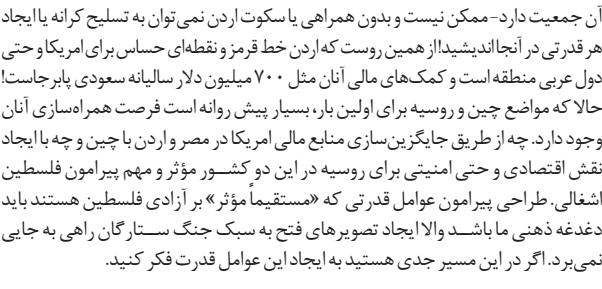 آن جمعیت دارد- ممکن نیست و بدون همراهی یا سکوت اردن نمی‌توان به تسلیح کرانه یا ایجاد
هر قدرتی در آنجا اندیشید! از همین روست که اردن خط قرمز و نقطه‌ای حساس برای امریکا و حتی
دول عربی منطقه است و کمک‌های مالی آنان مثل ۷۰۰ میلیون دلار سالیانه سعودی پابرجاست!
حالا که مواضع چین و روسیه برای اولین بار، بسیار پیش روانه است فرصت همراه‌سازی آنان
وجود دارد. چه از طریق جایگزین‌سازی منابع مالی امریکا در مصر و اردن با چین و چه با ایجاد
نقش اقتصادی و حتی امنیتی برای روسیه در این دو کشور مؤثر و مهم پیرامون فلسطین
اشغالی. طراحی پیرامون عوامل قدرتی که «مستقیماً مؤثر» بر آزادی فلسطین هستند باید
دغدغه ذهنی ما باشد والا ایجاد تصویرهای فتح به سبک جنگ ستارگان راهی به جایی
نمی‌برد. اگر در این مسیر جدی هستید به ایجاد این عوامل قدرت فکر کنید.